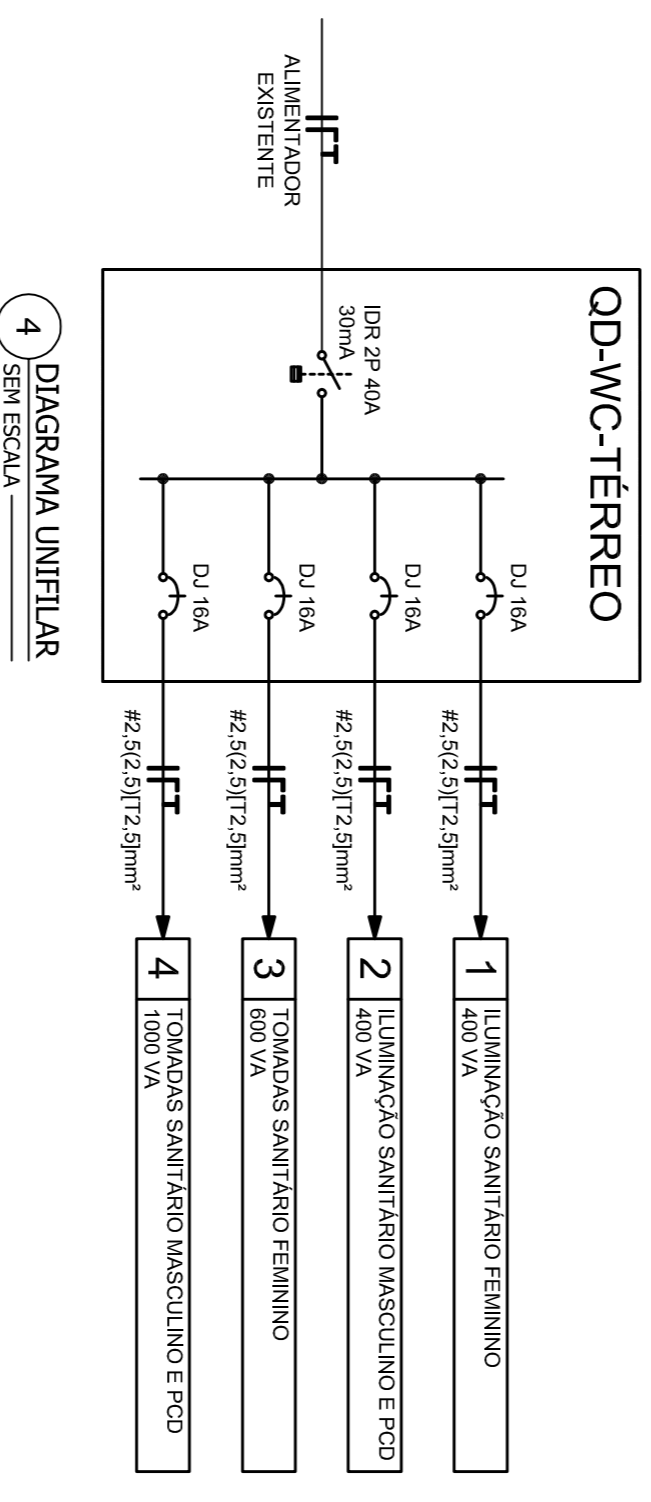 QD-WC-TÉRREO
ALIMENTADOR
EXISTENTE
IDR 2P 40A
30mA
DJ 16A
#2,5(2,5)[T2,5]mm²
1
ILUMINAÇÃO SANITÁRIO FEMININO
400 VA
DJ 16A
#2,5(2,5)[T2,5]mm²
2
ILUMINAÇÃO SANITÁRIO MASCULINO E PCD
400 VA
DJ 16A
#2,5(2,5)[T2,5]mm²
3
TOMADAS SANITÁRIO FEMININO
600 VA
DJ 16A
#2,5(2,5)[T2,5]mm²
4
TOMADAS SANITÁRIO MASCULINO E PCD
1000 VA
4
DIAGRAMA UNIFILAR
SEM ESCALA